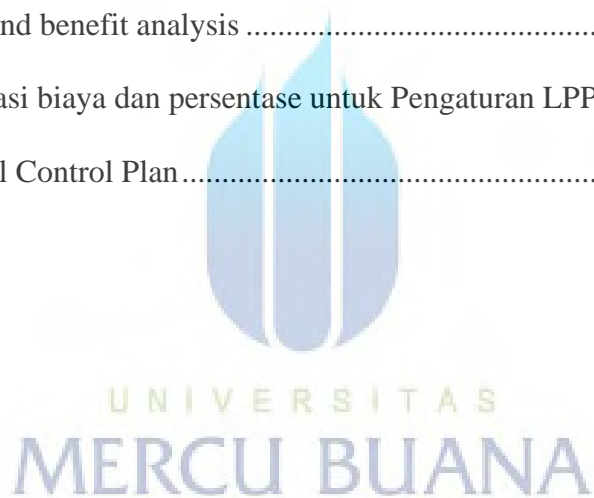 nd benefit analysis ............................................
asi biaya dan persentase untuk Pengaturan LPP
l Control Plan......................................................
UNIVERSITAS
MERCU BUANA